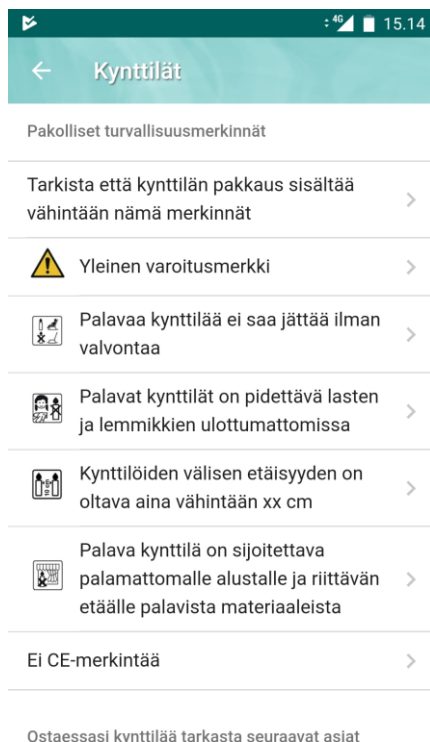 4G 15.14
Kynttilät
Pakolliset turvallisuusmerkinnät
Tarkista että kynttilän pakkaus sisältää
vähintään nämä merkinnät
Yleinen varoitusmerkki
Palavaa kynttilää ei saa jättää ilman
valvontaa
Palavat kynttilät on pidettävä lasten
ja lemmikkien ulottumattomissa
Kynttilöiden välisen etäisyyden on
oltava aina vähintään xx cm
Palava kynttilä on sijoitettava
palamattomalle alustalle ja riittävän
etäälle palavista materiaaleista
Ei CE-merkintää
Ostaessasi kynttilää tarkasta seuraavat asiat